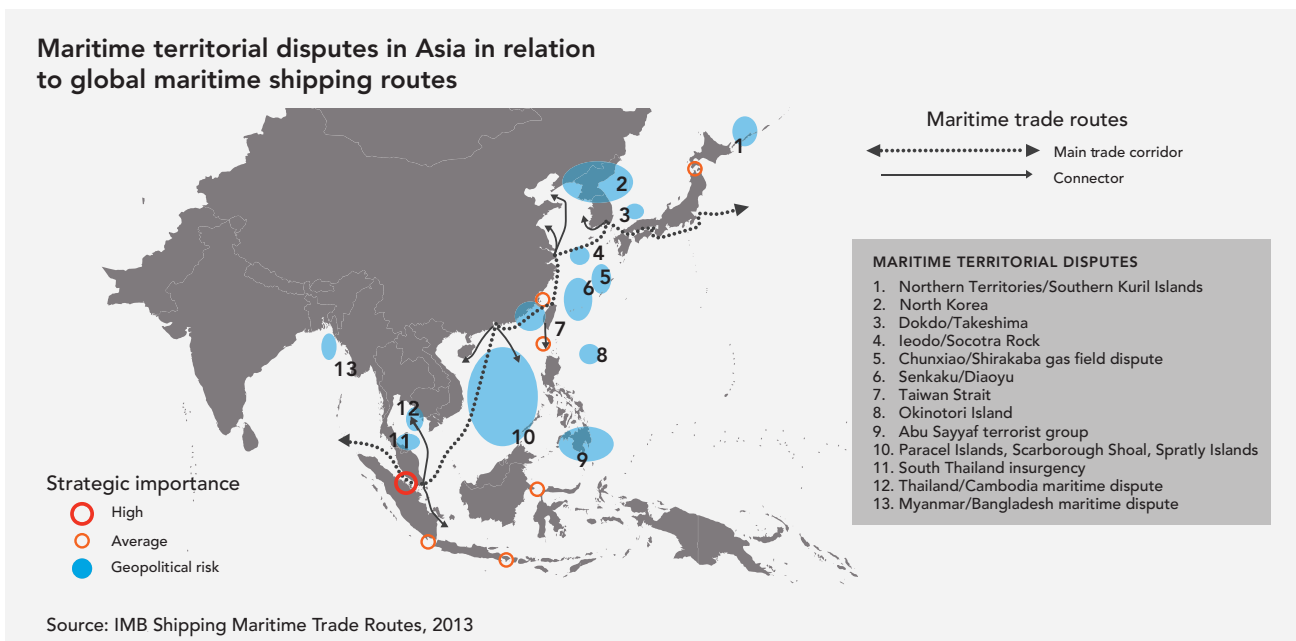 Maritime territorial disputes in Asia in relation
to global maritime shipping routes
Maritime trade routes
Main trade corridor
Connector
1
2
3
4
5
6
7
8
9
10
11
12
13
MARITIME TERRITORIAL DISPUTES
1. Northern Territories/Southern Kuril Islands
2. North Korea
3. Dokdo/Takeshima
4. Ieodo/Socotra Rock
5. Chunxiao/Shirakaba gas field dispute
6. Senkaku/Diaoyu
7. Taiwan Strait
8. Okinotori Island
9. Abu Sayyaf terrorist group
10. Paracel Islands, Scarborough Shoal, Spratly Islands
11. South Thailand insurgency
12. Thailand/Cambodia maritime dispute
13. Myanmar/Bangladesh maritime dispute
Strategic importance
High
Average
Geopolitical risk
Source: IMB Shipping Maritime Trade Routes, 2013